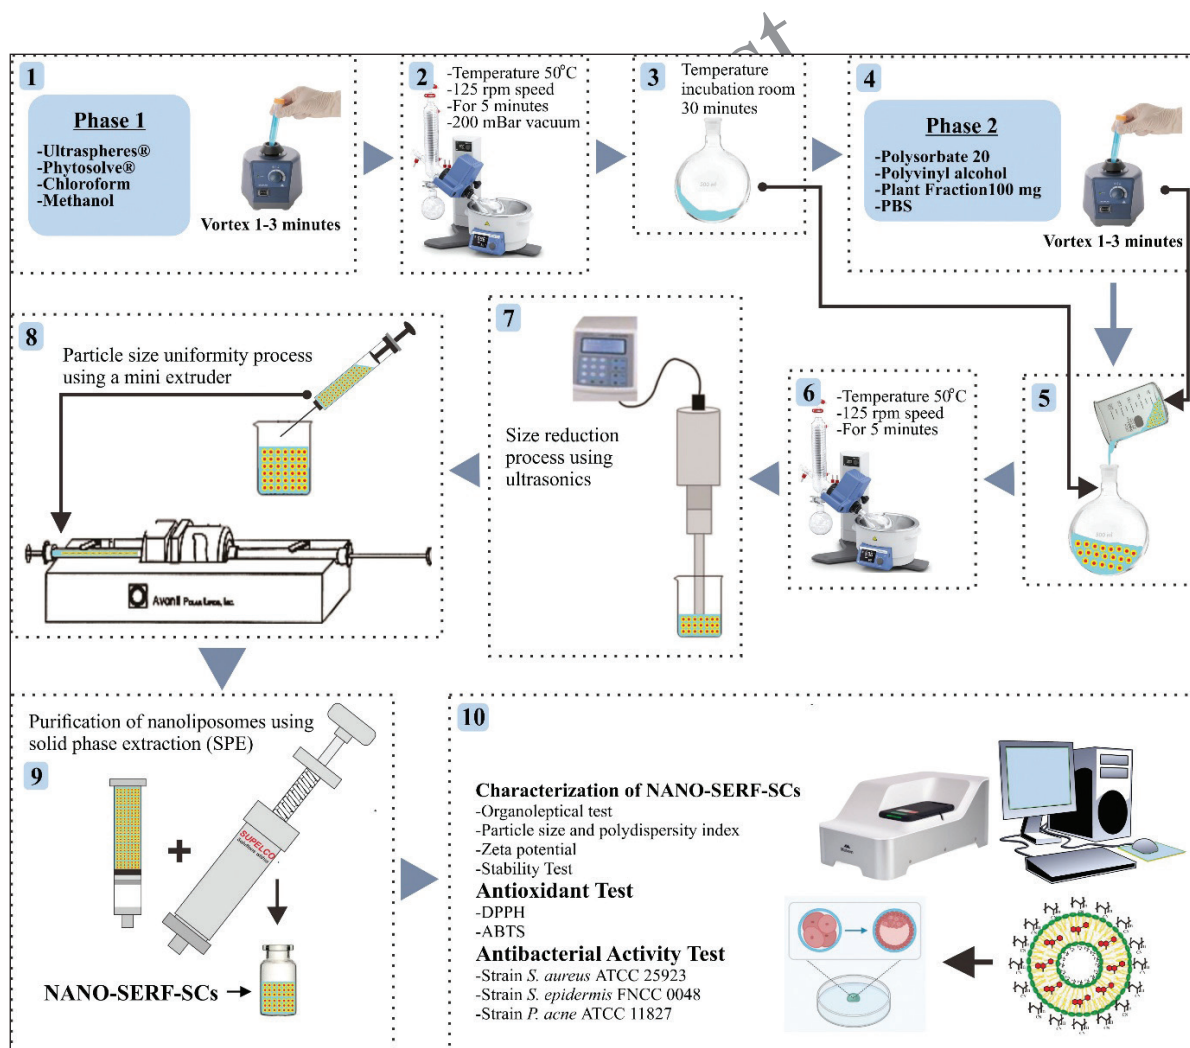 1
Phase 1
-Ultraspheres®
-Phytosolve®
-Chloroform
-Methanol
Vortex 1-3 minutes
2
-Temperature 50°C
-125 rpm speed
-For 5 minutes
-200 mBar vacuum
3
Temperature
incubation room
30 minutes
4
Phase 2
-Polysorbate 20
-Polyvinyl alcohol
-Plant Fraction100 mg
-PBS
Vortex 1-3 minutes
5
6
-Temperature 50°C
-125 rpm speed
-For 5 minutes
7
Size reduction
process using
ultrasonics
8
Particle size uniformity process
using a mini extruder
Avanti POLAR LIPIDS, INC.
9
Purification of nanoliposomes using
solid phase extraction (SPE)
+
SUPELCO
NANO-SERF-SCs
10
Characterization of NANO-SERF-SCs
-Organoleptical test
-Particle size and polydispersity index
-Zeta potential
-Stability Test
Antioxidant Test
-DPPH
-ABTS
Antibacterial Activity Test
-Strain S. aureus ATCC 25923
-Strain S. epidermis FNCC 0048
-Strain P. acne ATCC 11827